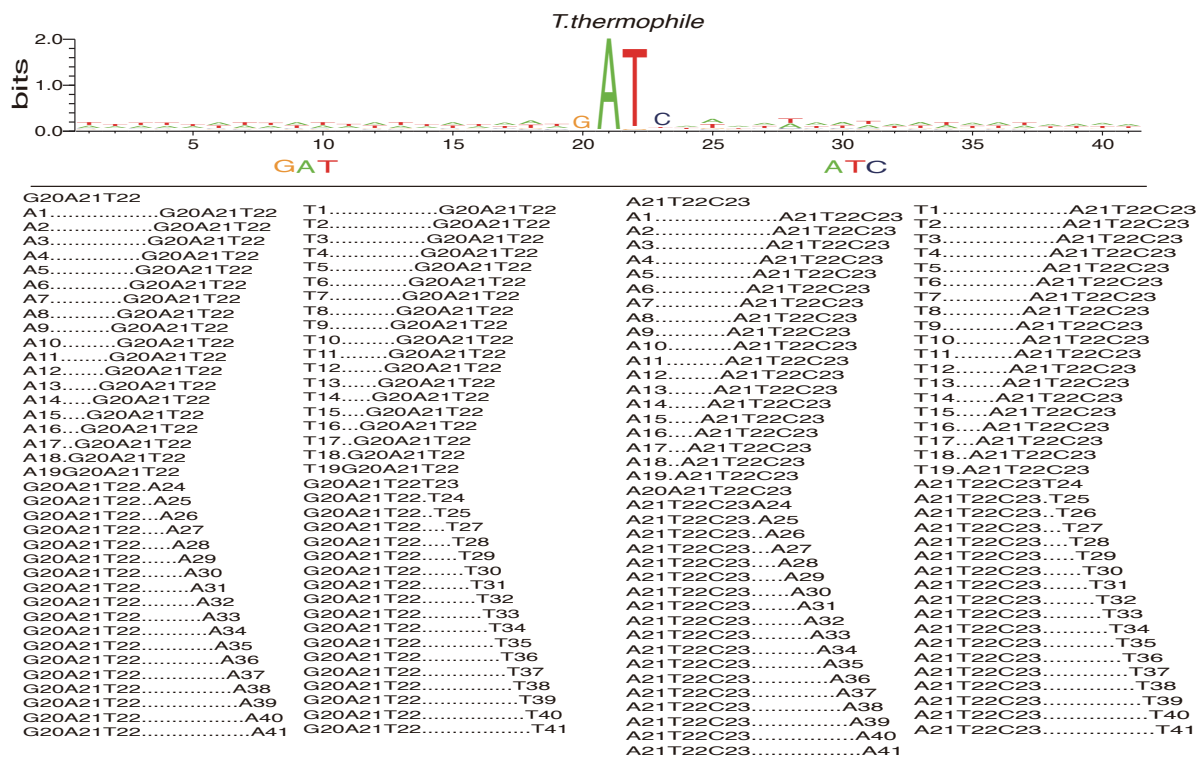 T.thermophile
bits
2.0
1.0
0.0
G A T C
5 10 15 20 25 30 35 40
GAT
ATC
G20A21T22
A1.................G20A21T22
A2................G20A21T22
A3...............G20A21T22
A4..............G20A21T22
A5.............G20A21T22
A6............G20A21T22
A7...........G20A21T22
A8..........G20A21T22
A9.........G20A21T22
A10........G20A21T22
A11.......G20A21T22
A12......G20A21T22
A13.....G20A21T22
A14....G20A21T22
A15....G20A21T22
A16...G20A21T22
A17..G20A21T22
A18.G20A21T22
A19G20A21T22
G20A21T22.A24
G20A21T22..A25
G20A21T22...A26
G20A21T22....A27
G20A21T22.....A28
G20A21T22......A29
G20A21T22.......A30
G20A21T22........A31
G20A21T22.........A32
G20A21T22..........A33
G20A21T22...........A34
G20A21T22............A35
G20A21T22.............A36
G20A21T22..............A37
G20A21T22...............A38
G20A21T22................A39
G20A21T22.................A40
G20A21T22..................A41
T1.................G20A21T22
T2................G20A21T22
T3...............G20A21T22
T4..............G20A21T22
T5.............G20A21T22
T6............G20A21T22
T7...........G20A21T22
T8..........G20A21T22
T9.........G20A21T22
T10........G20A21T22
T11.......G20A21T22
T12......G20A21T22
T13.....G20A21T22
T14....G20A21T22
T15....G20A21T22
T16...G20A21T22
T17..G20A21T22
T18.G20A21T22
T19G20A21T22
G20A21T22T23
G20A21T22.T24
G20A21T22..T25
G20A21T22....T27
G20A21T22.....T28
G20A21T22......T29
G20A21T22.......T30
G20A21T22........T31
G20A21T22.........T32
G20A21T22..........T33
G20A21T22...........T34
G20A21T22............T35
G20A21T22.............T36
G20A21T22..............T37
G20A21T22...............T38
G20A21T22................T39
G20A21T22.................T40
G20A21T22..................T41
A21T22C23
A1...................A21T22C23
A2..................A21T22C23
A3.................A21T22C23
A4................A21T22C23
A5...............A21T22C23
A6..............A21T22C23
A7.............A21T22C23
A8............A21T22C23
A9...........A21T22C23
A10..........A21T22C23
A11.........A21T22C23
A12.......A21T22C23
A13......A21T22C23
A14.....A21T22C23
A15....A21T22C23
A16....A21T22C23
A17...A21T22C23
A18..A21T22C23
A19.A21T22C23
A20A21T22C23
A21T22C23A24
A21T22C23.A25
A21T22C23..A26
A21T22C23...A27
A21T22C23....A28
A21T22C23.....A29
A21T22C23......A30
A21T22C23.......A31
A21T22C23........A32
A21T22C23.........A33
A21T22C23..........A34
A21T22C23...........A35
A21T22C23............A36
A21T22C23.............A37
A21T22C23..............A38
A21T22C23...............A39
A21T22C23................A40
A21T22C23.................A41
T1...................A21T22C23
T2..................A21T22C23
T3.................A21T22C23
T4................A21T22C23
T5...............A21T22C23
T6..............A21T22C23
T7.............A21T22C23
T8............A21T22C23
T9...........A21T22C23
T10.........A21T22C23
T11.........A21T22C23
T12.......A21T22C23
T13......A21T22C23
T14.....A21T22C23
T15....A21T22C23
T16....A21T22C23
T17...A21T22C23
T18..A21T22C23
T19.A21T22C23
A21T22C23T24
A21T22C23.T25
A21T22C23..T26
A21T22C23...T27
A21T22C23....T28
A21T22C23.....T29
A21T22C23......T30
A21T22C23.......T31
A21T22C23........T32
A21T22C23.........T33
A21T22C23..........T34
A21T22C23...........T35
A21T22C23............T36
A21T22C23.............T37
A21T22C23..............T38
A21T22C23...............T39
A21T22C23................T40
A21T22C23.................T41